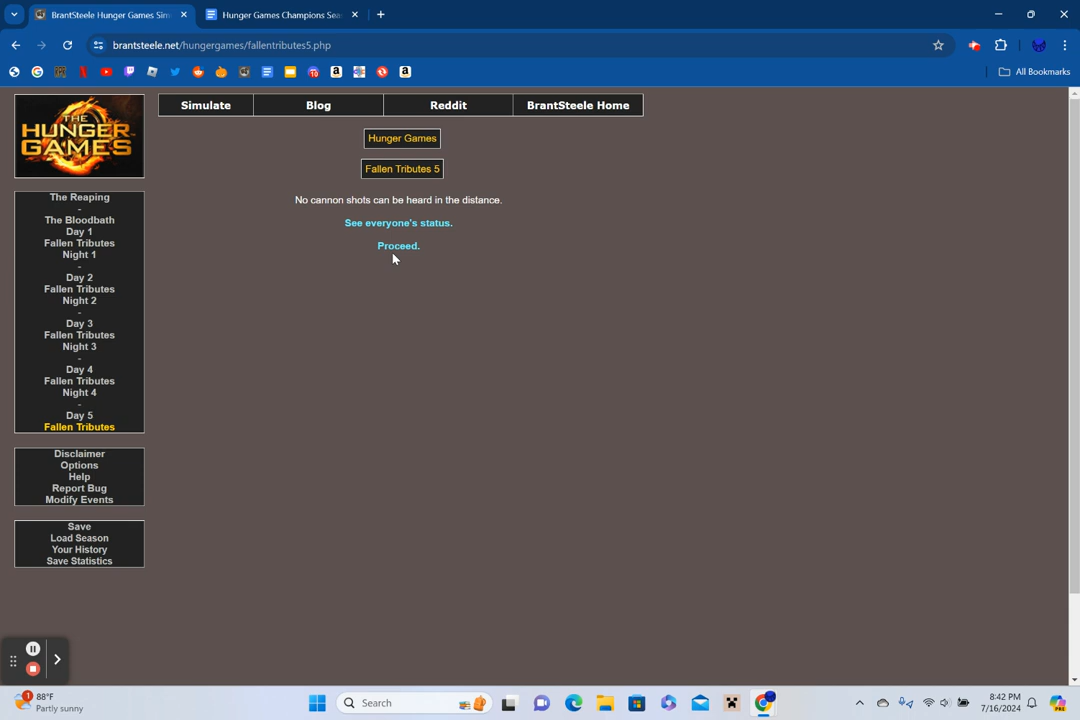 BrantSteele Hunger Games Sim
Hunger Games Champions Sea
brantsteele.net/hungergames/fallentributes5.php
All Bookmarks
THE HUNGER GAMES
Simulate
Blog
Reddit
BrantSteele Home
Hunger Games
Fallen Tributes 5
No cannon shots can be heard in the distance.
See everyone's status.
Proceed.
The Reaping
-
The Bloodbath
Day 1
Fallen Tributes
Night 1
-
Day 2
Fallen Tributes
Night 2
-
Day 3
Fallen Tributes
Night 3
-
Day 4
Fallen Tributes
Night 4
-
Day 5
Fallen Tributes
Disclaimer
Options
Help
Report Bug
Modify Events
Save
Load Season
Your History
Save Statistics
1
88°F
Partly sunny
Search
8:42 PM
7/16/2024